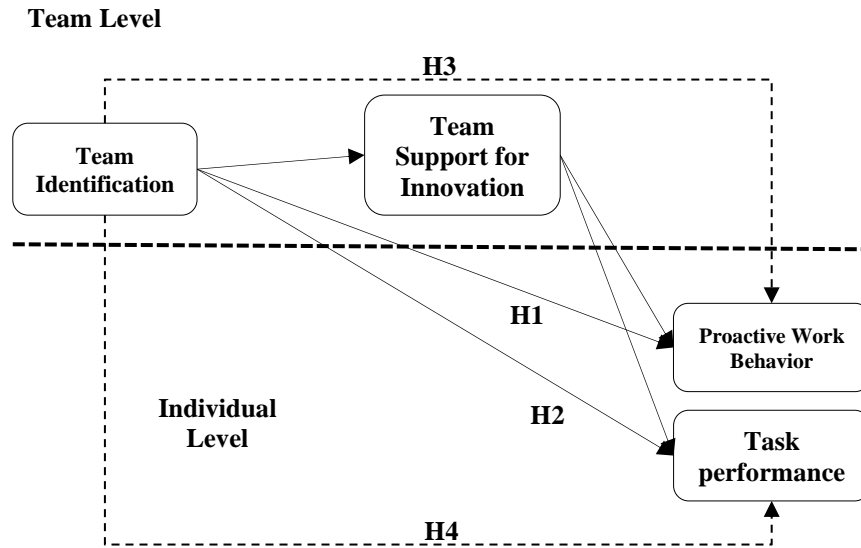 Team Level
H3
Team
Identification
Team
Support for
Innovation
H1
Proactive Work
Behavior
Individual
Level
H2
Task
performance
H4